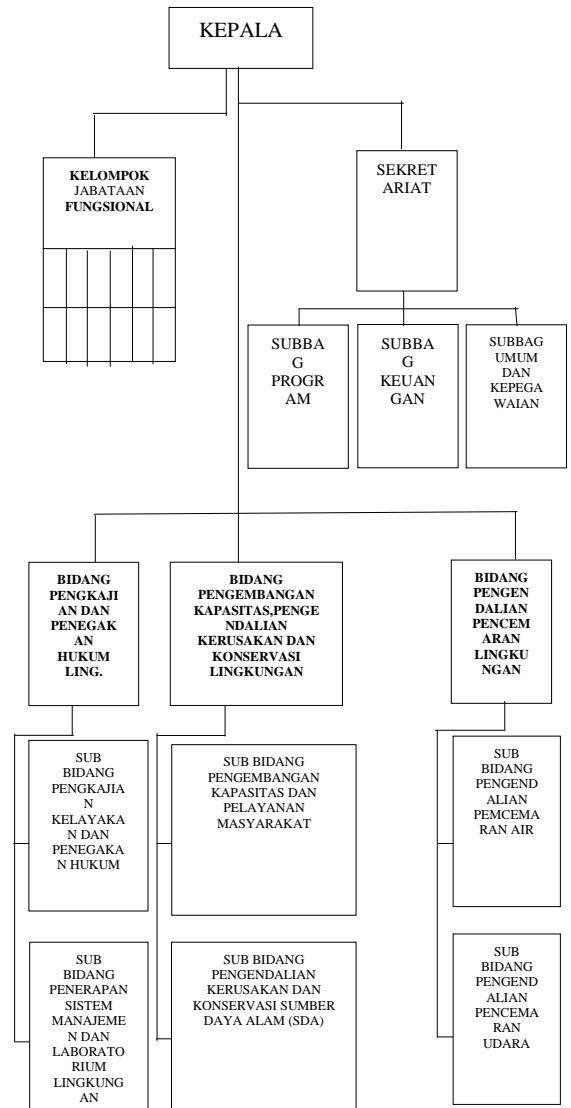 KEPALA
KELOMPOK
JABATAAN
FUNGSIONAL
SEKRET
ARIAT
SUBBA
G
PROGR
AM
SUBBA
G
KEUAN
GAN
SUBBAG
UMUM
DAN
KEPEGA
WAIAN
BIDANG
PENGKAJI
AN DAN
PENEGAK
AN
HUKUM
LING.
BIDANG
PENGEMBANGAN
KAPASITAS,PENGE
NDALIAN
KERUSAKAN DAN
KONSERVASI
LINGKUNGAN
BIDANG
PENGEN
DALIAN
PENCEM
ARAN
LINGKU
NGAN
SUB
BIDANG
PENGKAJIA
N
KELAYAKA
N DAN
PENEGAKA
N HUKUM
SUB BIDANG
PENGEMBANGAN
KAPASITAS DAN
PELAYANAN
MASYARAKAT
SUB
BIDANG
PENGEND
ALIAN
PEMCEMA
RAN AIR
SUB
BIDANG
PENERAPAN
SISTEM
MANAJEME
N DAN
LABORATO
RIUM
LINGKUNG
AN
SUB BIDANG
PENGENDALIAN
KERUSAKAN DAN
KONSERVASI SUMBER
DAYA ALAM (SDA)
SUB
BIDANG
PENGEND
ALIAN
PENCEMA
RAN
UDARA